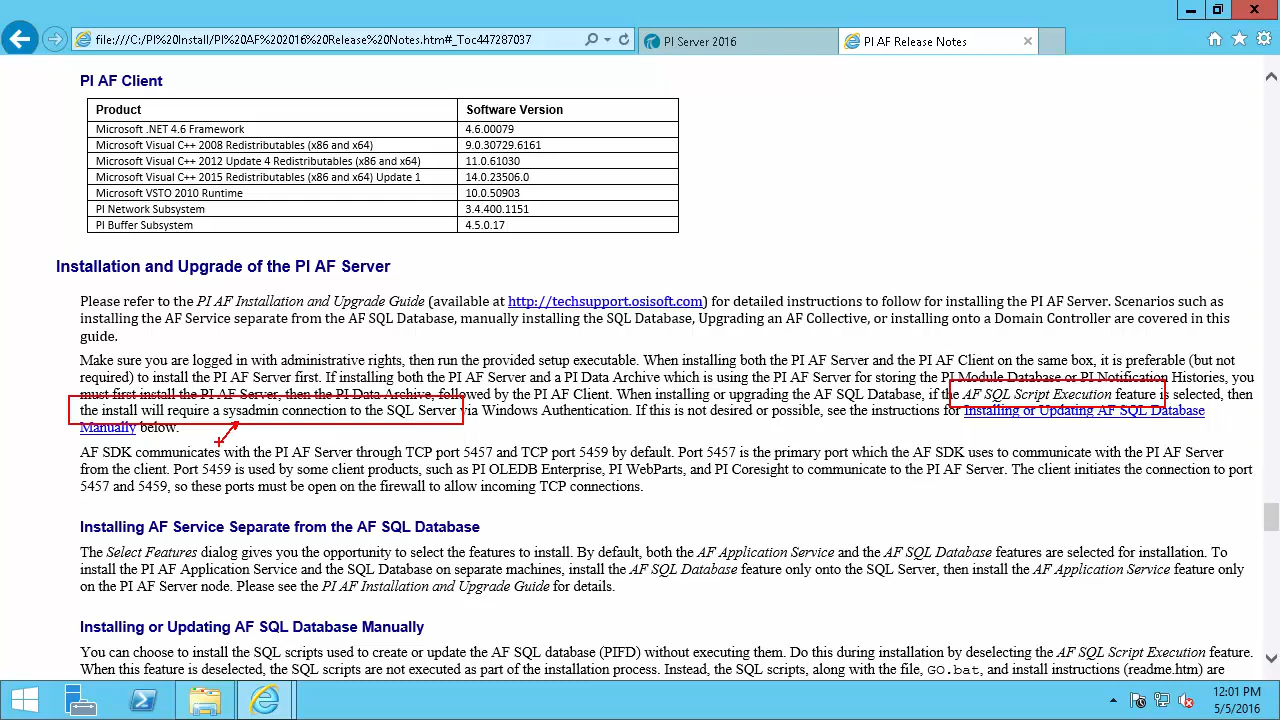 file:///C:/PI%20Install/PI%20AF%202016%20Release%20Notes.htm#_Toc447287037
PI Server 2016
PI AF Release Notes
PI AF Client
Product Software Version
Microsoft .NET 4.6 Framework 4.6.00079
Microsoft Visual C++ 2008 Redistributables (x86 and x64) 9.0.30729.6161
Microsoft Visual C++ 2012 Update 4 Redistributables (x86 and x64) 11.0.61030
Microsoft Visual C++ 2015 Redistributables (x86 and x64) Update 1 14.0.23506.0
Microsoft VSTO 2010 Runtime 10.0.50903
PI Network Subsystem 3.4.400.1151
PI Buffer Subsystem 4.5.0.17
Installation and Upgrade of the PI AF Server
Please refer to the PI AF Installation and Upgrade Guide (available at http://techsupport.osisoft.com) for detailed instructions to follow for installing the PI AF Server. Scenarios such as
installing the AF Service separate from the AF SQL Database, manually installing the SQL Database, Upgrading an AF Collective, or installing onto a Domain Controller are covered in this
guide.
Make sure you are logged in with administrative rights, then run the provided setup executable. When installing both the PI AF Server and the PI AF Client on the same box, it is preferable (but not
required) to install the PI AF Server first. If installing both the PI AF Server and a PI Data Archive which is using the PI AF Server for storing the PI Module Database or PI Notification Histories, you
must first install the PI AF Server, then the PI Data Archive, followed by the PI AF Client. When installing or upgrading the AF SQL Database, if the AF SQL Script Execution feature is selected, then
the install will require a sysadmin connection to the SQL Server via Windows Authentication. If this is not desired or possible, see the instructions for Installing or Updating AF SQL Database
Manually below.
AF SDK communicates with the PI AF Server through TCP port 5457 and TCP port 5459 by default. Port 5457 is the primary port which the AF SDK uses to communicate with the PI AF Server
from the client. Port 5459 is used by some client products, such as PI OLEDB Enterprise, PI WebParts, and PI Coresight to communicate to the PI AF Server. The client initiates the connection to port
5457 and 5459, so these ports must be open on the firewall to allow incoming TCP connections.
Installing AF Service Separate from the AF SQL Database
The Select Features dialog gives you the opportunity to select the features to install. By default, both the AF Application Service and the AF SQL Database features are selected for installation. To
install the PI AF Application Service and the SQL Database on separate machines, install the AF SQL Database feature only onto the SQL Server, then install the AF Application Service feature only
on the PI AF Server node. Please see the PI AF Installation and Upgrade Guide for details.
Installing or Updating AF SQL Database Manually
You can choose to install the SQL scripts used to create or update the AF SQL database (PIFD) without executing them. Do this during installation by deselecting the AF SQL Script Execution feature.
When this feature is deselected, the SQL scripts are not executed as part of the installation process. Instead, the SQL scripts, along with the file, GO.bat, and install instructions (readme.htm) are
12:01 PM
5/5/2016